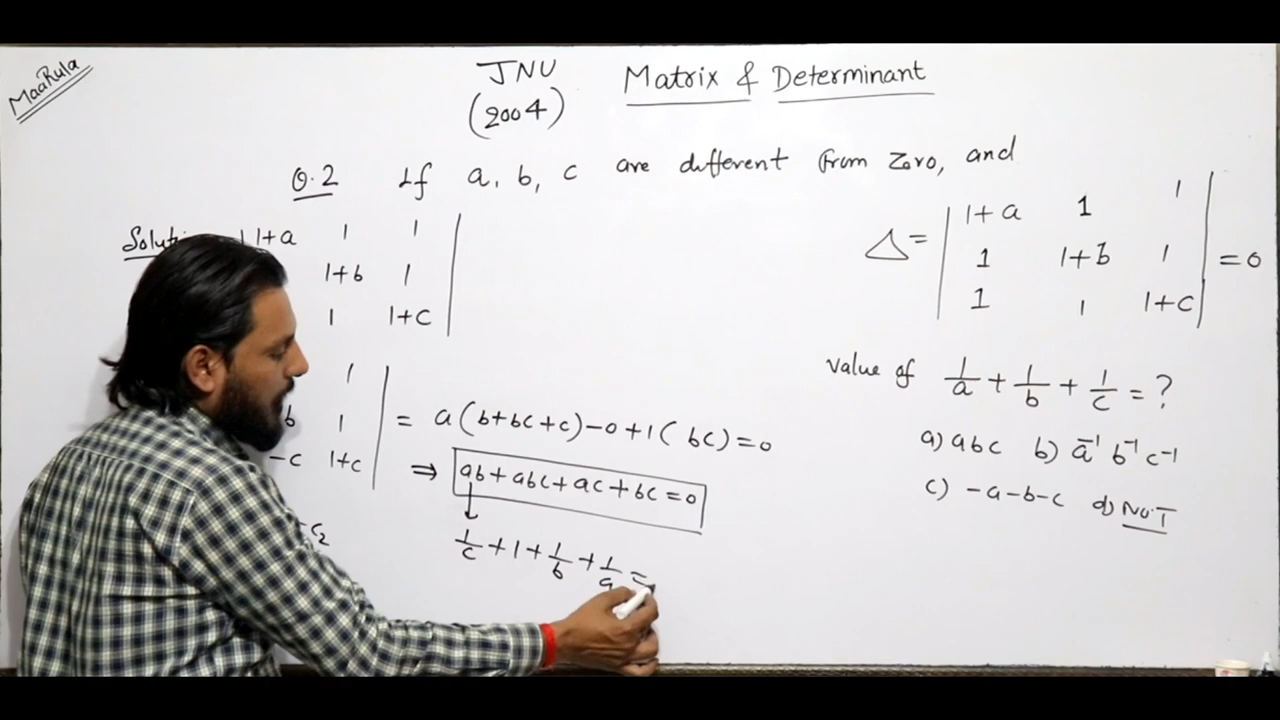 MaaRula
JNU
(2004)
Matrix & Determinant
Q.2 If a, b, c are different from Zoro, and
Δ = | 1+a 1 1 |
| 1 1+b 1 | = 0
| 1 1 1+c |
value of 1/a + 1/b + 1/c = ?
a) abc b) a⁻¹ b⁻¹ c⁻¹
c) -a-b-c d) N.O.T
1+a 1 1 |
1+b 1 |
1 1+c |
1 |
b 1 | = a(b+bc+c)-0+1(bc)=0
-c 1+c |
⇒ ab+abc+ac+bc=0
1/c + 1 + 1/b + 1/a =